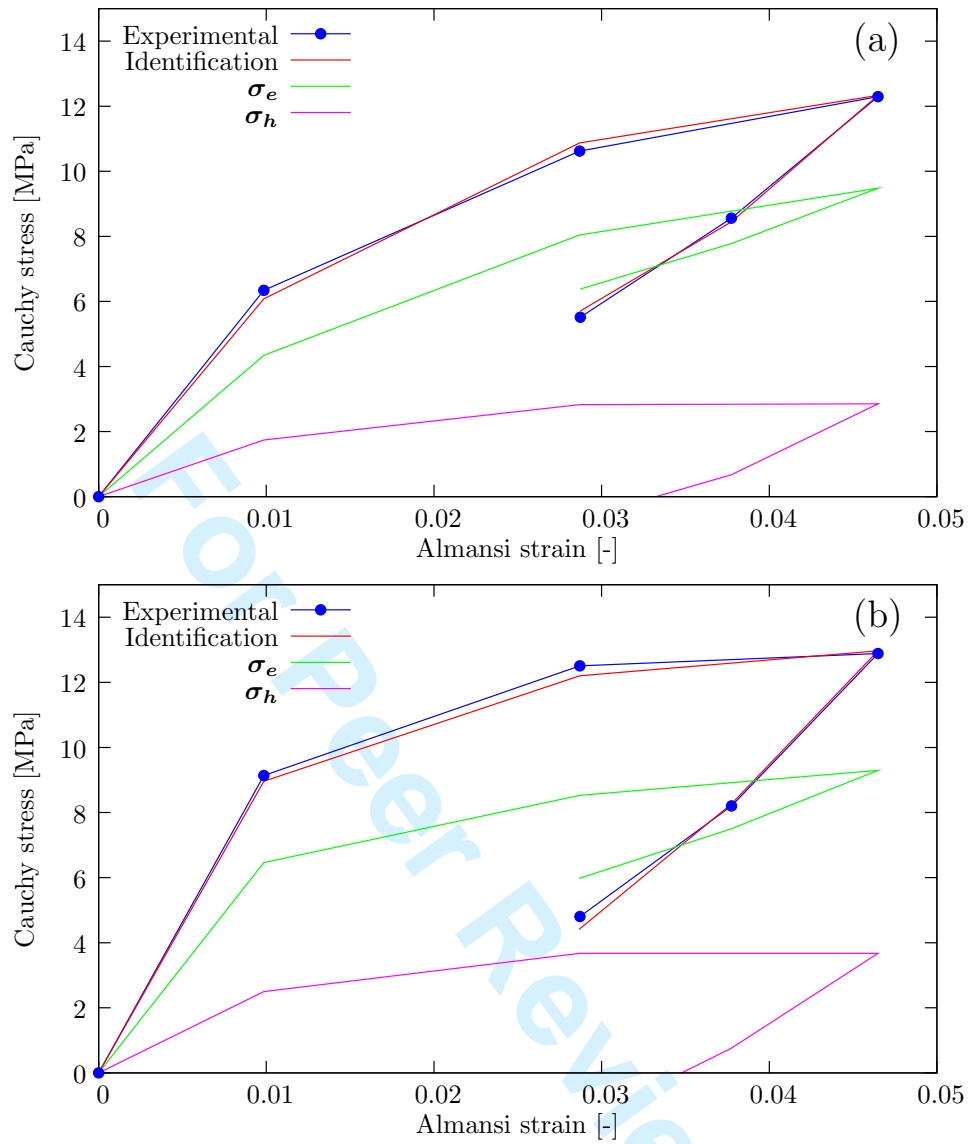 (a)
Experimental
Identification
σe
σh
Cauchy stress [MPa]
14
12
10
8
6
4
2
0
0 0.01 0.02 0.03 0.04 0.05
Almansi strain [-]
(b)
Experimental
Identification
σe
σh
Cauchy stress [MPa]
14
12
10
8
6
4
2
0
0 0.01 0.02 0.03 0.04 0.05
Almansi strain [-]
For Peer Revie